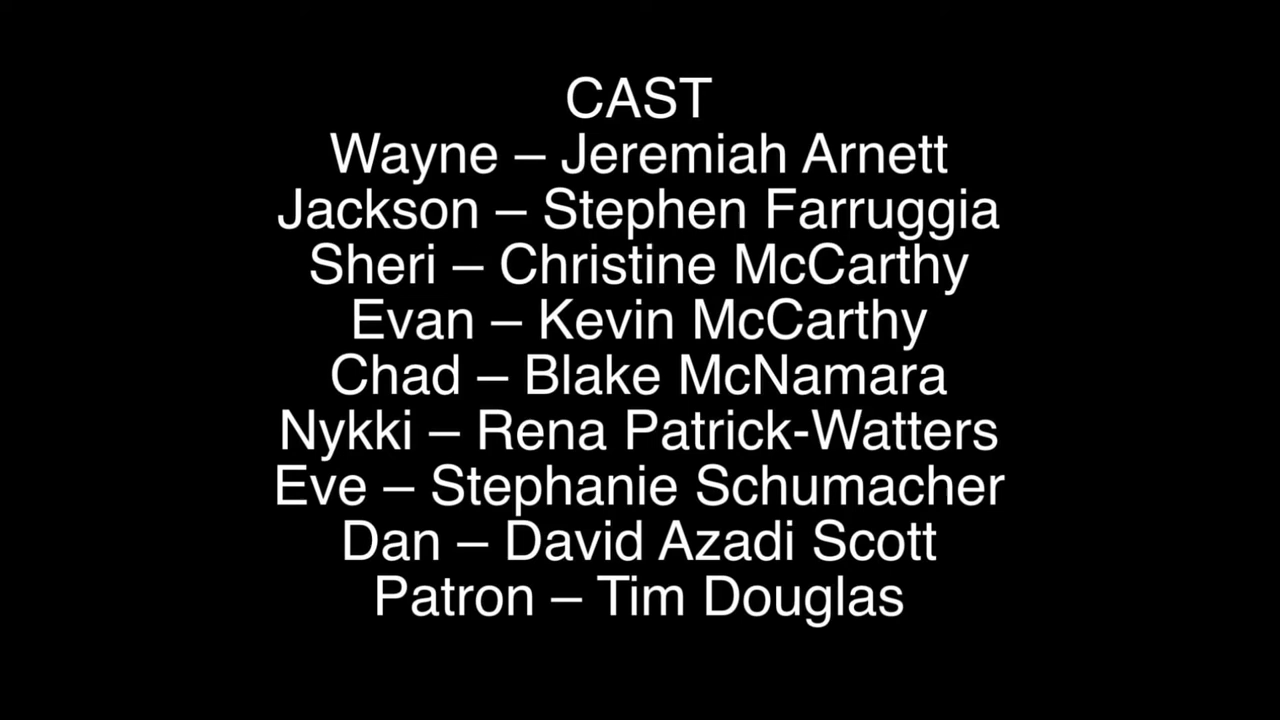 CAST
Wayne – Jeremiah Arnett
Jackson – Stephen Farruggia
Sheri – Christine McCarthy
Evan – Kevin McCarthy
Chad – Blake McNamara
Nykki – Rena Patrick-Watters
Eve – Stephanie Schumacher
Dan – David Azadi Scott
Patron – Tim Douglas